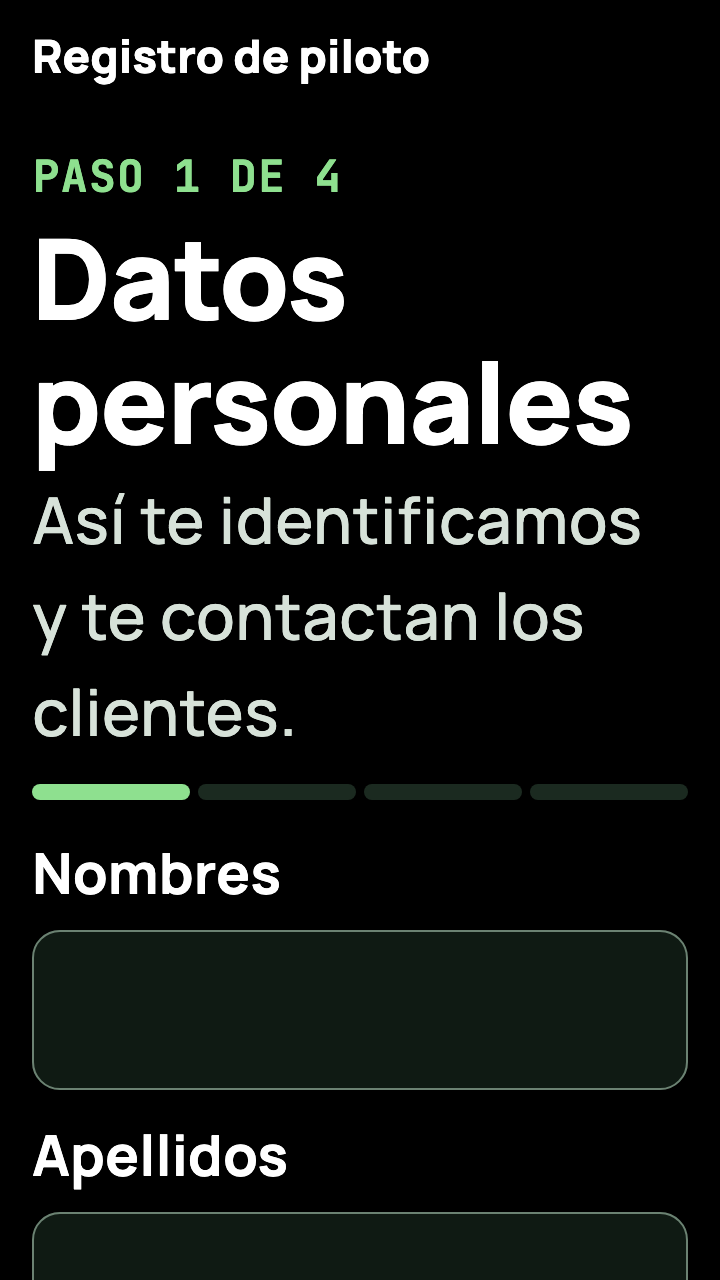 Registro de piloto
PASO 1 DE 4
Datos
personales
Así te identificamos
y te contactan los
clientes.
Nombres
Apellidos